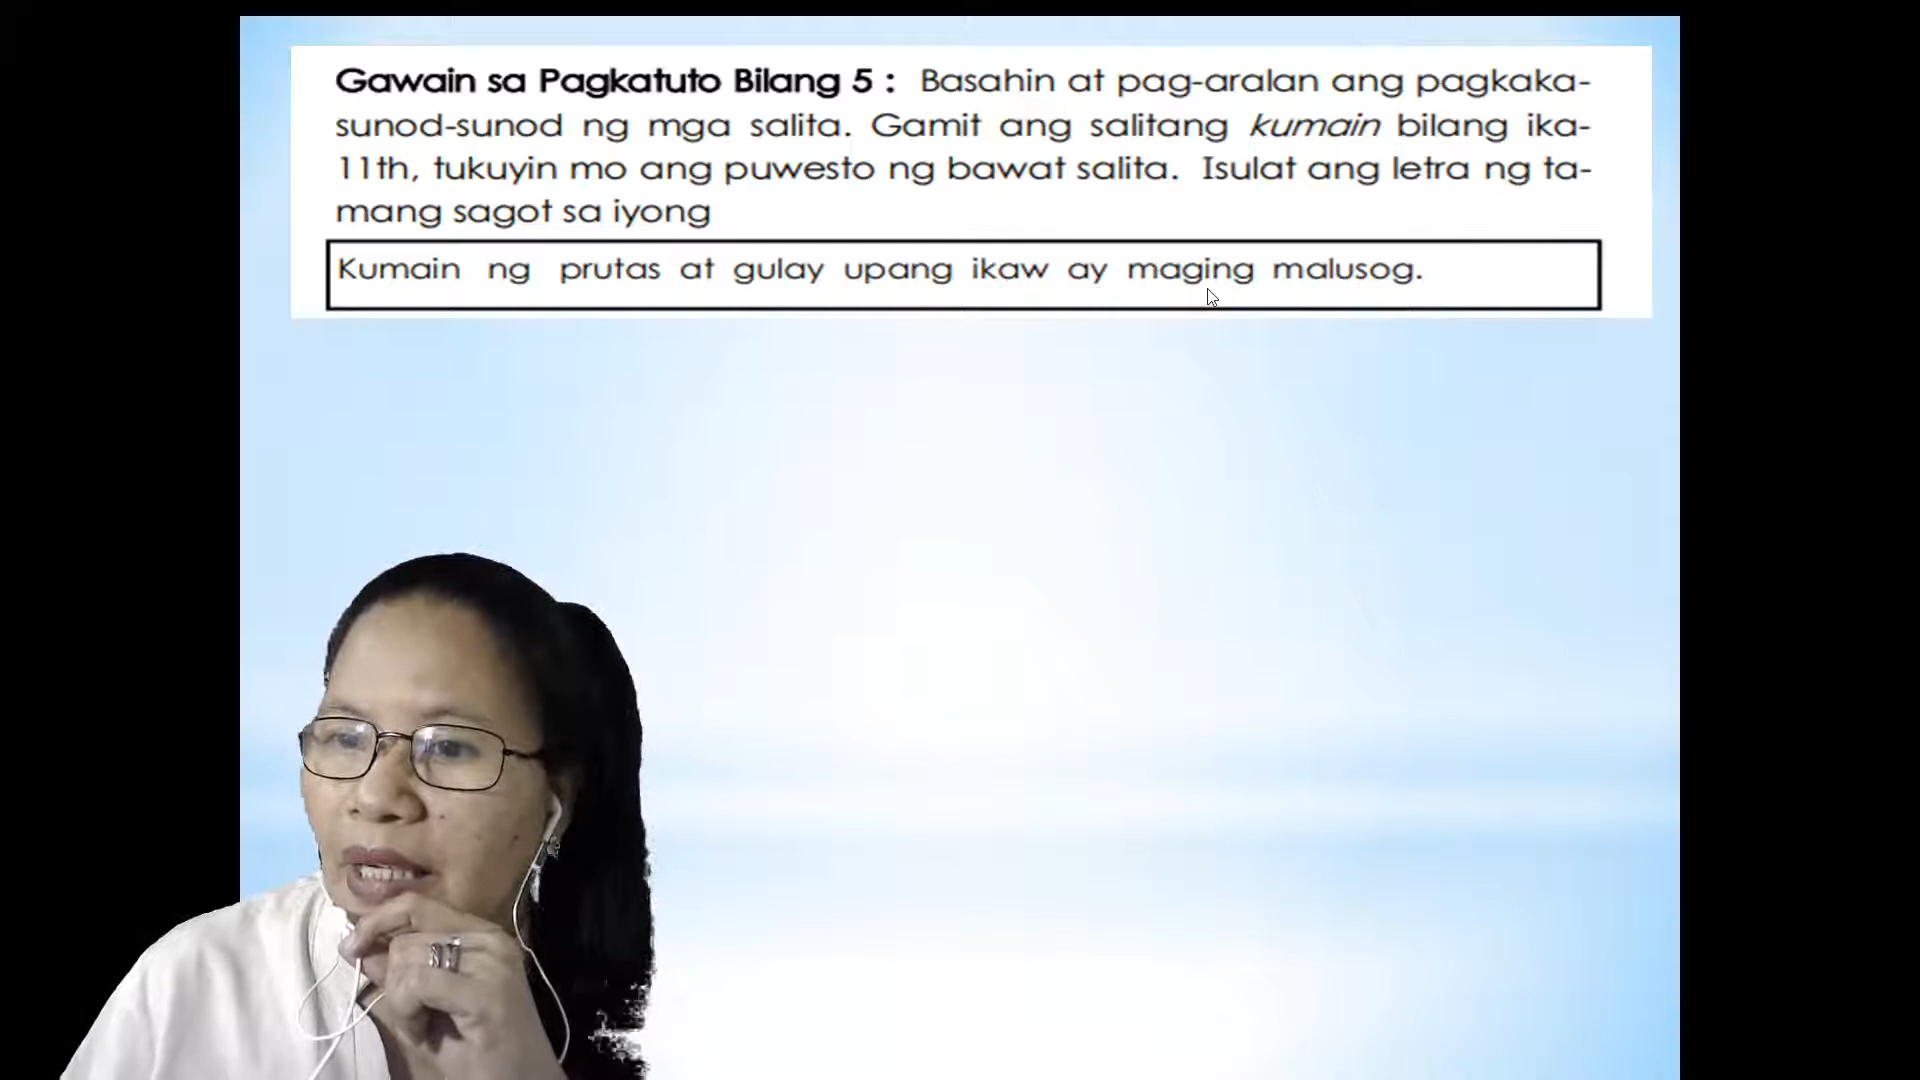 Gawain sa Pagkatuto Bilang 5 : Basahin at pag-aralan ang pagkaka-
sunod-sunod ng mga salita. Gamit ang salitang kumain bilang ika-
11th, tukuyin mo ang puwesto ng bawat salita. Isulat ang letra ng ta-
mang sagot sa iyong
Kumain ng prutas at gulay upang ikaw ay maging malusog.